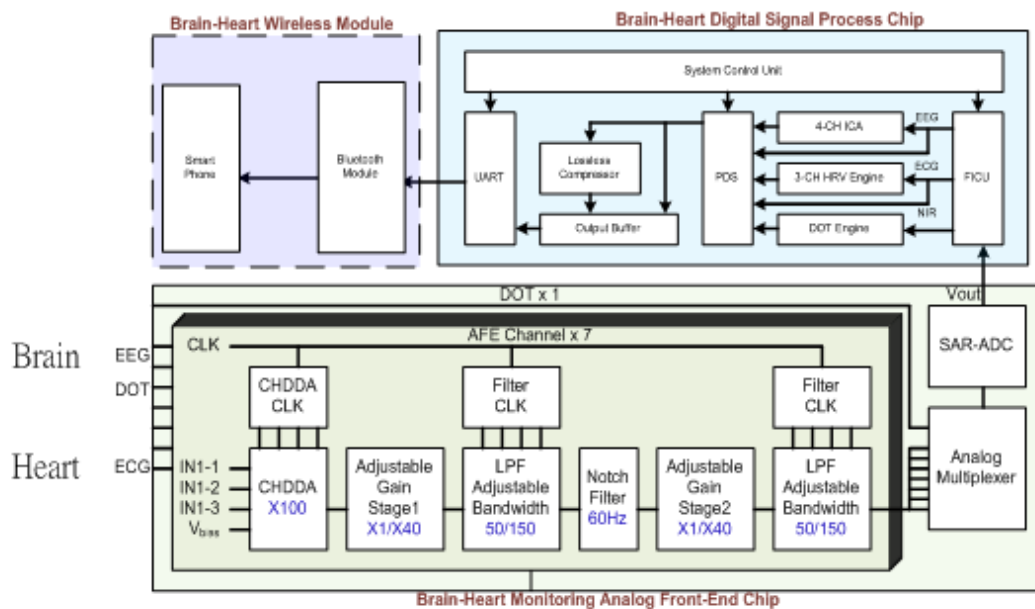 Brain-Heart Wireless Module
Brain-Heart Digital Signal Process Chip
System Control Unit
Smart
Phone
Bluetooth
Module
UART
Lossless
Compressor
Output Buffer
PDS
4-CH ICA
3-CH HRV Engine
DOT Engine
EEG
ECG
NIR
FICU
DOT x 1
Vout
AFE Channel x 7
SAR-ADC
Analog
Multiplexer
Brain
Heart
EEG
DOT
ECG
CLK
CHDDA
CLK
Filter
CLK
Filter
CLK
IN1-1
IN1-2
IN1-3
Vbias
CHDDA
X100
Adjustable
Gain
Stage1
X1/X40
LPF
Adjustable
Bandwidth
50/150
Notch
Filter
60Hz
Adjustable
Gain
Stage2
X1/X40
LPF
Adjustable
Bandwidth
50/150
Brain-Heart Monitoring Analog Front-End Chip